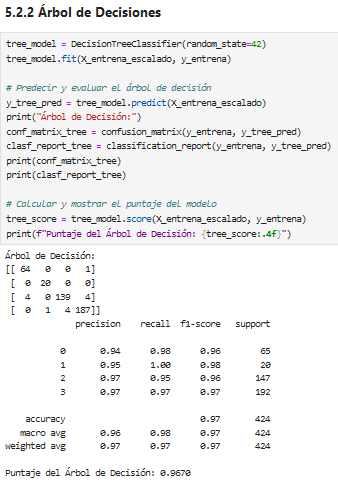 5.2.2 Árbol de Decisiones
tree_model = DecisionTreeClassifier(random_state=42)
tree_model.fit(X_entrena_escalado, y_entrena)
# Predecir y evaluar el árbol de decisión
y_tree_pred = tree_model.predict(X_entrena_escalado)
print("Árbol de Decisión:")
conf_matrix_tree = confusion_matrix(y_entrena, y_tree_pred)
clasf_report_tree = classification_report(y_entrena, y_tree_pred)
print(conf_matrix_tree)
print(clasf_report_tree)
# Calcular y mostrar el puntaje del modelo
tree_score = tree_model.score(X_entrena_escalado, y_entrena)
print(f"Puntaje del Árbol de Decisión: {tree_score:.4f}")
Árbol de Decisión:
[[ 64 0 0 1]
[ 0 20 0 0]
[ 4 0 139 4]
[ 0 1 4 187]]
precision recall f1-score support
0 0.94 0.98 0.96 65
1 0.95 1.00 0.98 20
2 0.97 0.95 0.96 147
3 0.97 0.97 0.97 192
accuracy 0.97 424
macro avg 0.96 0.98 0.97 424
weighted avg 0.97 0.97 0.97 424
Puntaje del Árbol de Decisión: 0.9670